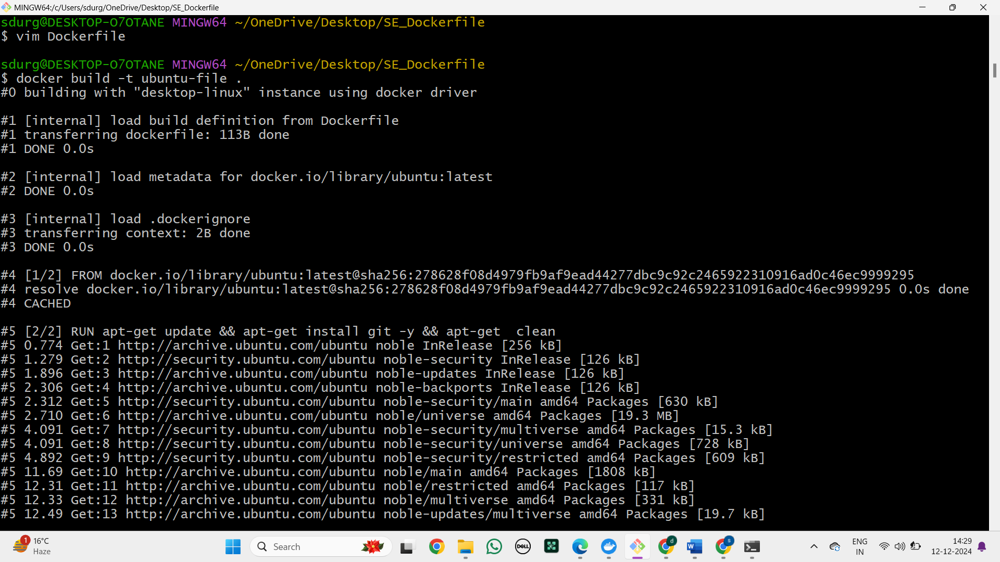 MINGW64:/c/Users/sdurg/OneDrive/Desktop/SE_Dockerfile
sdurg@DESKTOP-O7OTANE MINGW64 ~/OneDrive/Desktop/SE_Dockerfile
$ vim Dockerfile
sdurg@DESKTOP-O7OTANE MINGW64 ~/OneDrive/Desktop/SE_Dockerfile
$ docker build -t ubuntu-file .
#0 building with "desktop-linux" instance using docker driver
#1 [internal] load build definition from Dockerfile
#1 transferring dockerfile: 113B done
#1 DONE 0.0s
#2 [internal] load metadata for docker.io/library/ubuntu:latest
#2 DONE 0.0s
#3 [internal] load .dockerignore
#3 transferring context: 2B done
#3 DONE 0.0s
#4 [1/2] FROM docker.io/library/ubuntu:latest@sha256:278628f08d4979fb9af9ead44277dbc9c92c2465922310916ad0c46ec9999295
#4 resolve docker.io/library/ubuntu:latest@sha256:278628f08d4979fb9af9ead44277dbc9c92c2465922310916ad0c46ec9999295 0.0s done
#4 CACHED
#5 [2/2] RUN apt-get update && apt-get install git -y && apt-get  clean
#5 0.774 Get:1 http://archive.ubuntu.com/ubuntu noble InRelease [256 kB]
#5 1.279 Get:2 http://security.ubuntu.com/ubuntu noble-security InRelease [126 kB]
#5 1.896 Get:3 http://archive.ubuntu.com/ubuntu noble-updates InRelease [126 kB]
#5 2.306 Get:4 http://archive.ubuntu.com/ubuntu noble-backports InRelease [126 kB]
#5 2.312 Get:5 http://security.ubuntu.com/ubuntu noble-security/main amd64 Packages [630 kB]
#5 2.710 Get:6 http://archive.ubuntu.com/ubuntu noble/universe amd64 Packages [19.3 MB]
#5 4.091 Get:7 http://security.ubuntu.com/ubuntu noble-security/multiverse amd64 Packages [15.3 kB]
#5 4.091 Get:8 http://security.ubuntu.com/ubuntu noble-security/universe amd64 Packages [728 kB]
#5 4.892 Get:9 http://security.ubuntu.com/ubuntu noble-security/restricted amd64 Packages [609 kB]
#5 11.69 Get:10 http://archive.ubuntu.com/ubuntu noble/main amd64 Packages [1808 kB]
#5 12.31 Get:11 http://archive.ubuntu.com/ubuntu noble/restricted amd64 Packages [117 kB]
#5 12.33 Get:12 http://archive.ubuntu.com/ubuntu noble/multiverse amd64 Packages [331 kB]
#5 12.49 Get:13 http://archive.ubuntu.com/ubuntu noble-updates/multiverse amd64 Packages [19.7 kB]
1
16°C
Haze
Search
DELL
W
d
s
ENG
IN
14:29
12-12-2024